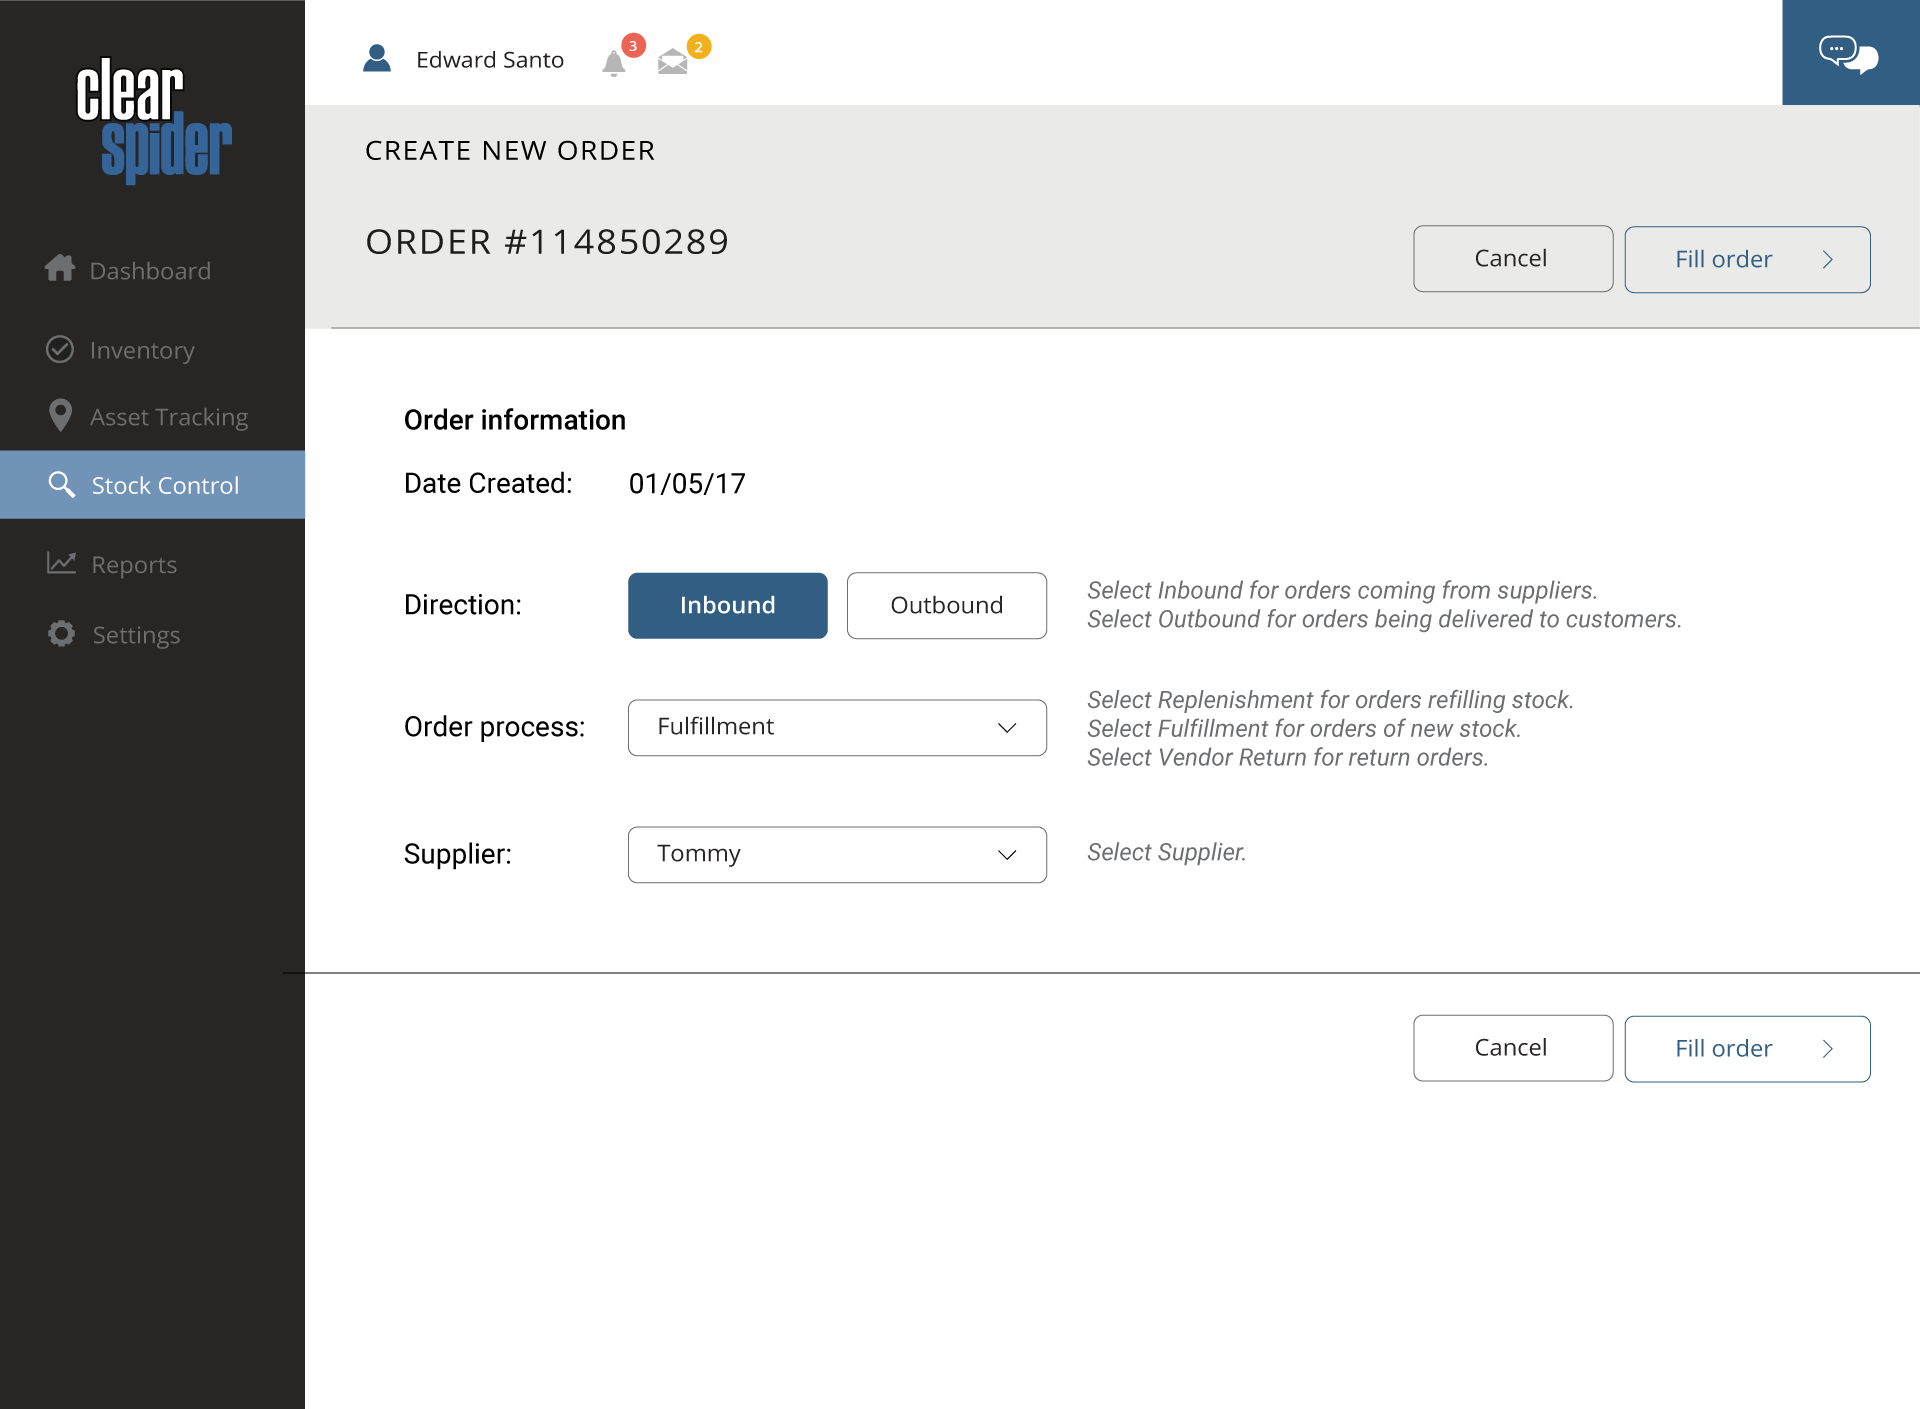 clear
spider
Edward Santo
3
2
CREATE NEW ORDER
ORDER #114850289
Cancel
Fill order
Dashboard
Inventory
Asset Tracking
Stock Control
Reports
Settings
Order information
Date Created: 01/05/17
Direction: Inbound Outbound
Select Inbound for orders coming from suppliers.
Select Outbound for orders being delivered to customers.
Order process: Fulfillment
Select Replenishment for orders refilling stock.
Select Fulfillment for orders of new stock.
Select Vendor Return for return orders.
Supplier: Tommy
Select Supplier.
Cancel
Fill order